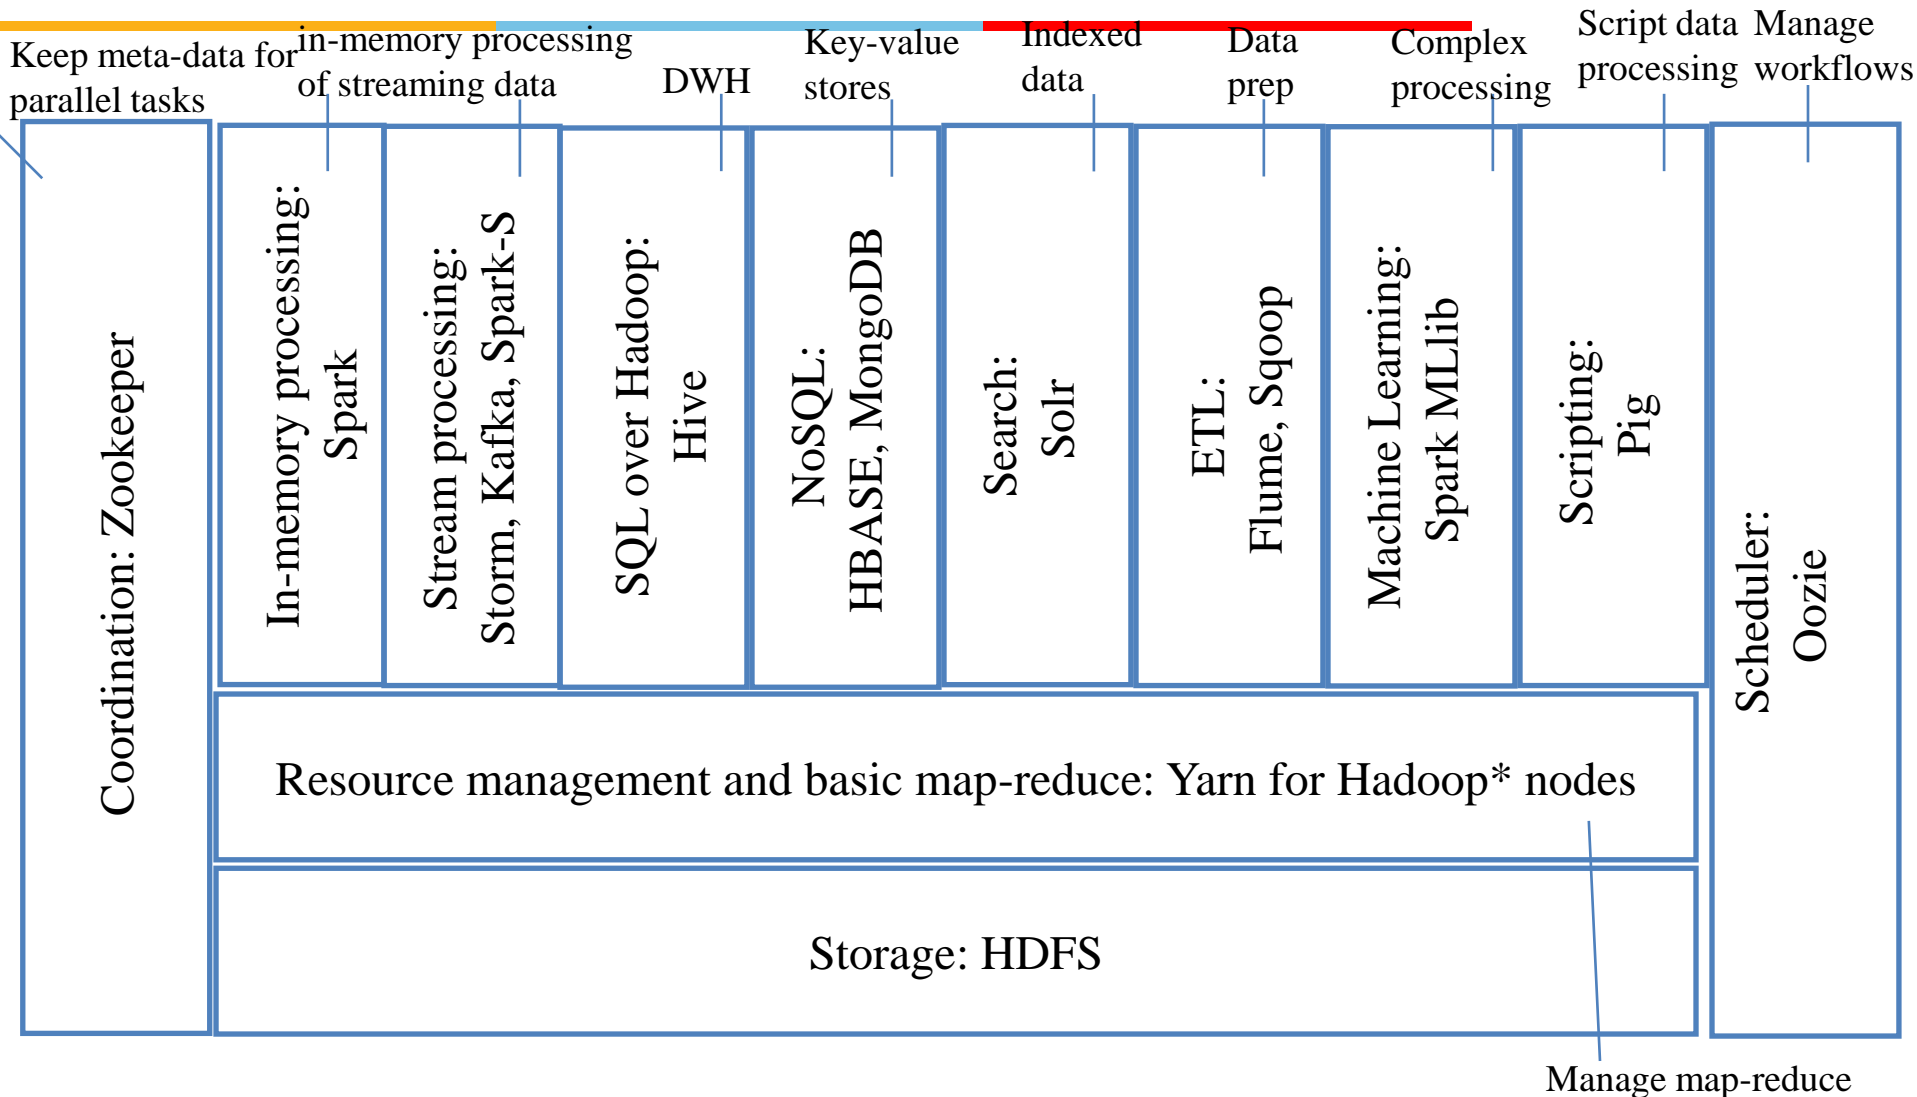 Keep meta-data for
parallel tasks
in-memory processing
of streaming data
DWH
Key-value
stores
Indexed
data
Data
prep
Complex
processing
Script data
processing
Manage
workflows
Coordination: Zookeeper
In-memory processing:
Spark
Stream processing:
Storm, Kafka, Spark-S
SQL over Hadoop:
Hive
NoSQL:
HBASE, MongoDB
Search:
Solr
ETL:
Flume, Sqoop
Machine Learning:
Spark MLlib
Scripting:
Pig
Scheduler:
Oozie
Resource management and basic map-reduce: Yarn for Hadoop* nodes
Storage: HDFS
Manage map-reduce